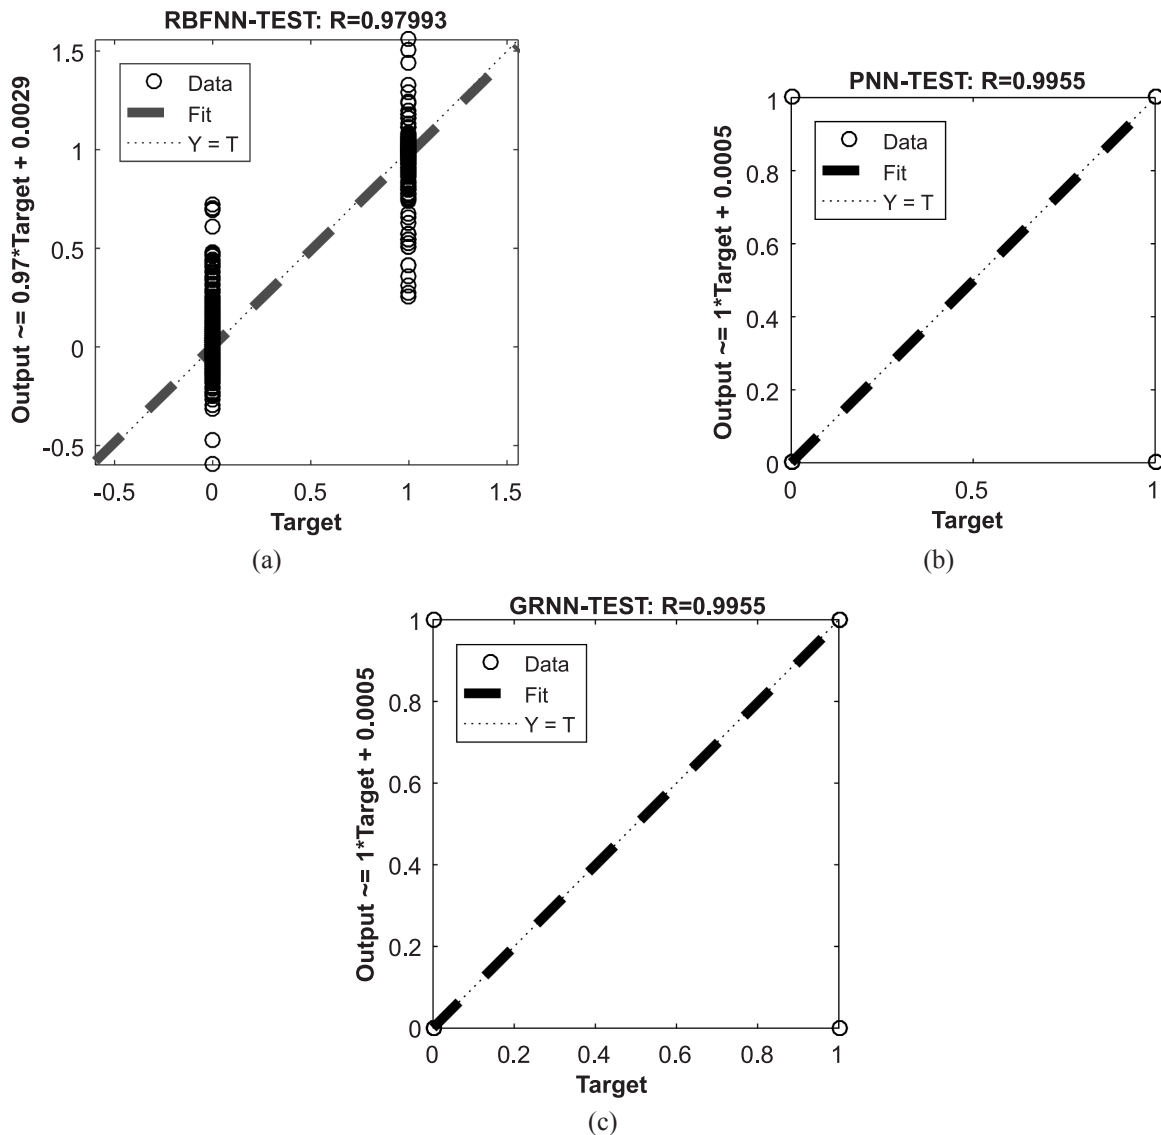 RBFNN-TEST: R=0.97993
Output ~= 0.97*Target + 0.0029
1.5
1
0.5
0
-0.5
Data
Fit
Y = T
-0.5 0 0.5 1 1.5
Target
(a)
PNN-TEST: R=0.9955
Output ~= 1*Target + 0.0005
1
0.8
0.6
0.4
0.2
0
Data
Fit
Y = T
0 0.5 1
Target
(b)
GRNN-TEST: R=0.9955
Output ~= 1*Target + 0.0005
1
0.8
0.6
0.4
0.2
0
Data
Fit
Y = T
0 0.2 0.4 0.6 0.8 1
Target
(c)